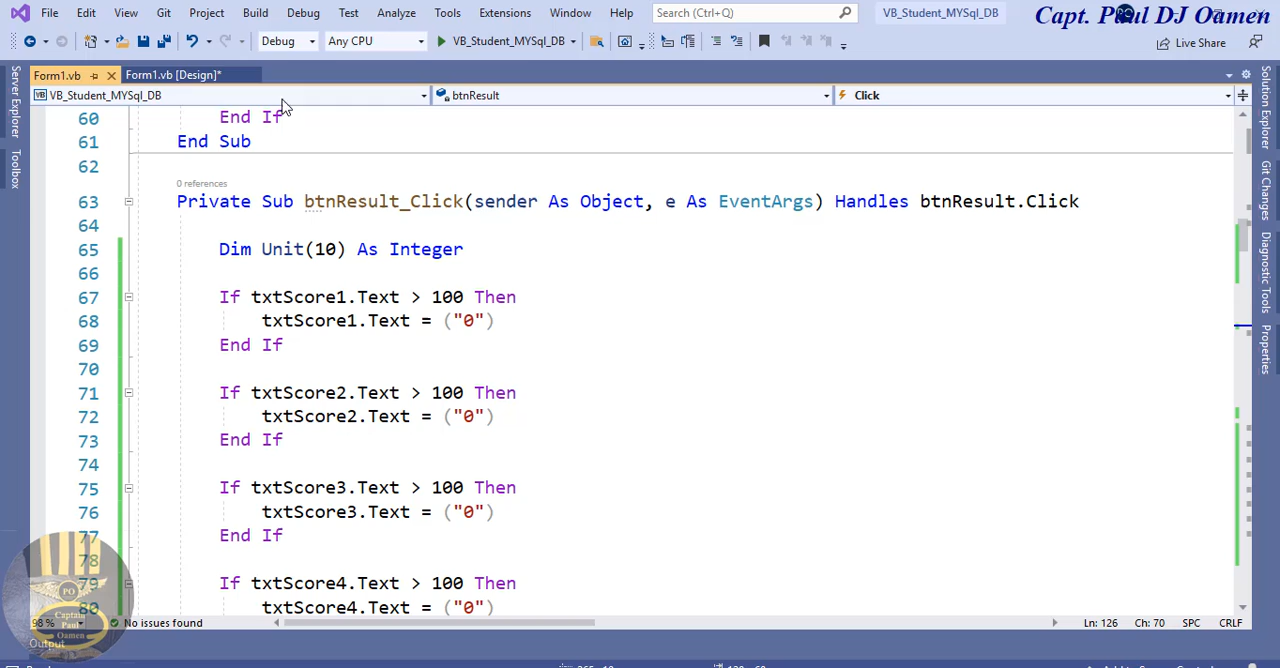 File Edit View Git Project Build Debug Test Analyze Tools Extensions Window Help Search (Ctrl+Q) VB_Student_MYSql_DB Capt. Paul DJ Oamen
Debug Any CPU VB_Student_MYSql_DB Live Share
Form1.vb Form1.vb [Design]*
VB_Student_MYSql_DB btnResult Click
Server Explorer
Toolbox
60 End If
61 End Sub
62
0 references
63 Private Sub btnResult_Click(sender As Object, e As EventArgs) Handles btnResult.Click
64
65 Dim Unit(10) As Integer
66
67 If txtScore1.Text > 100 Then
68 txtScore1.Text = ("0")
69 End If
70
71 If txtScore2.Text > 100 Then
72 txtScore2.Text = ("0")
73 End If
74
75 If txtScore3.Text > 100 Then
76 txtScore3.Text = ("0")
77 End If
78
79 If txtScore4.Text > 100 Then
80 txtScore4.Text = ("0")
Solution Explorer
Git Changes
Diagnostic Tools
Properties
PO
Captain
Paul
Oamen
98 % No issues found Ln: 126 Ch: 70 SPC CRLF
Output